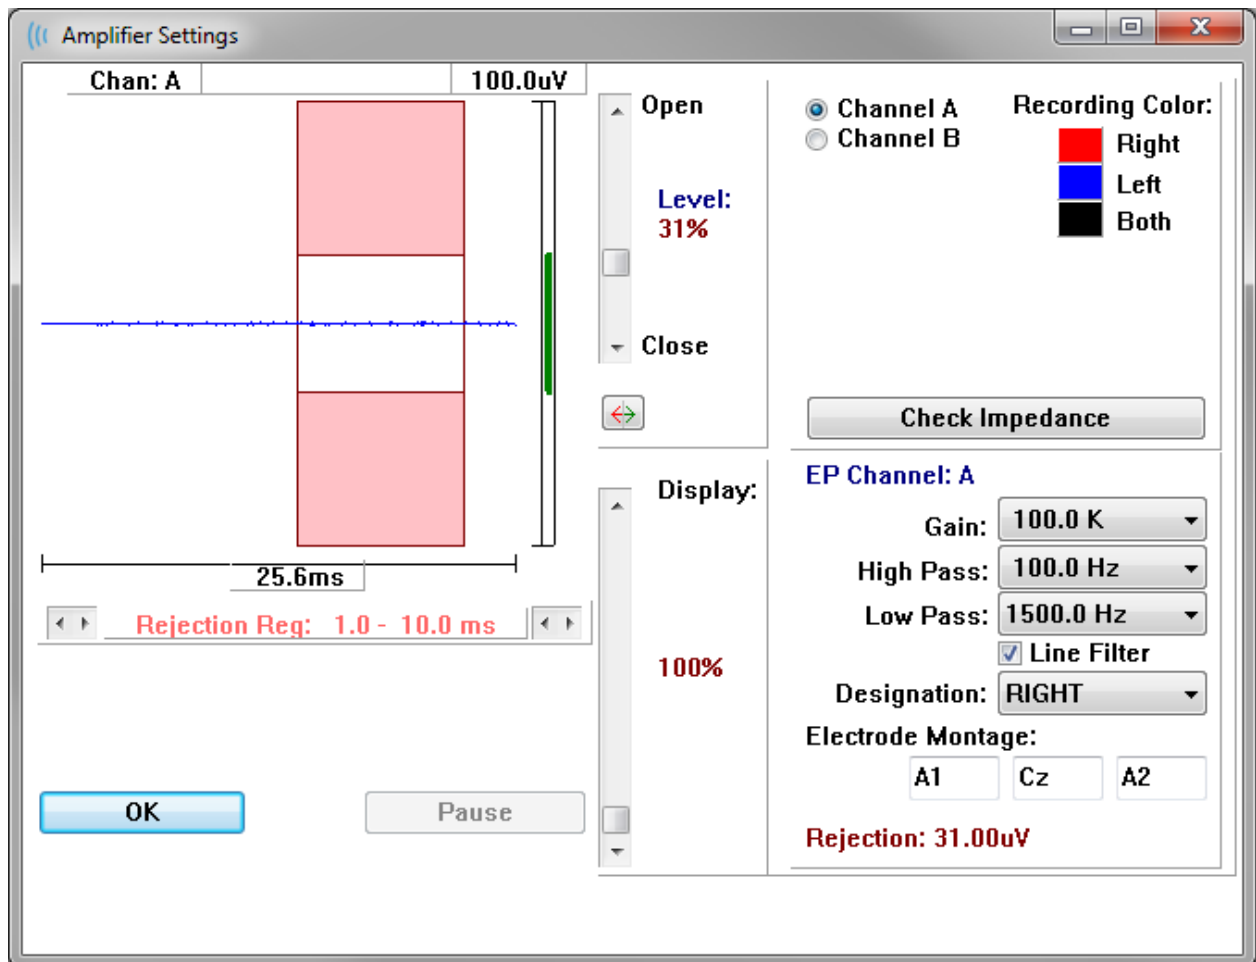 Amplifier Settings
Chan: A
100.0uV
25.6ms
Rejection Reg: 1.0 - 10.0 ms
OK
Pause
Open
Level:
31%
Close
Display:
100%
Channel A
Channel B
Recording Color:
Right
Left
Both
Check Impedance
EP Channel: A
Gain: 100.0 K
High Pass: 100.0 Hz
Low Pass: 1500.0 Hz
Line Filter
Designation: RIGHT
Electrode Montage:
A1 Cz A2
Rejection: 31.00uV